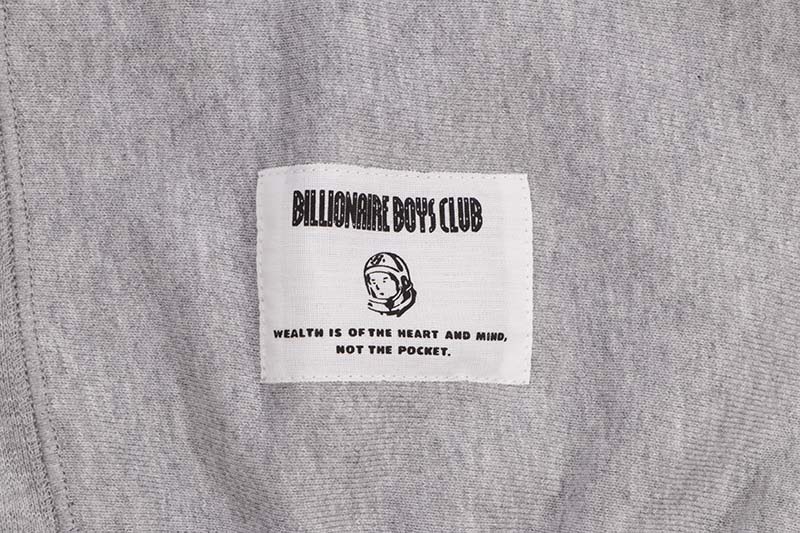 BILLIONAIRE BOYS CLUB
WEALTH IS OF THE HEART AND MIND,
NOT THE POCKET.